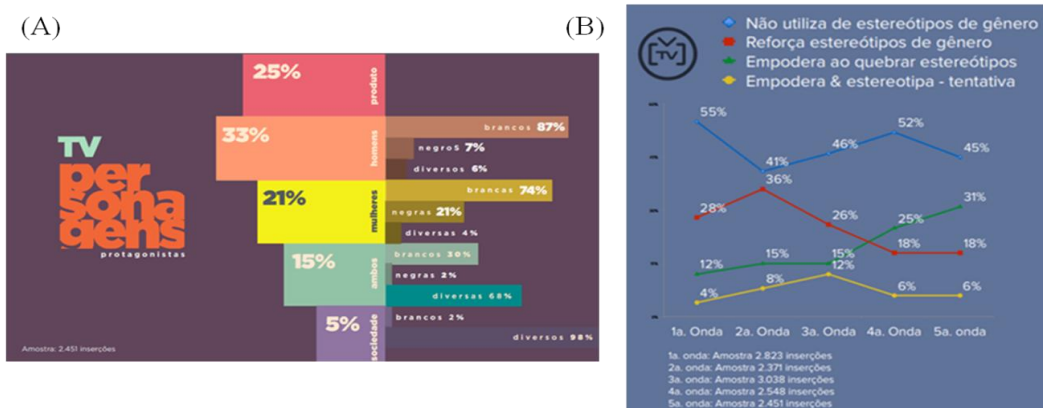 (A)
25%
produto
33%
homens
brancos 87%
negros 7%
diversos 6%
TV
per
sona
gens
protagonistas
21%
mulheres
brancas 74%
negras 21%
diversas 4%
15%
ambos
brancos 30%
negras 2%
diversas 68%
5%
sociedade
brancos 2%
diversos 98%
Amostra: 2.451 inserções
(B)
TV
Não utiliza de estereótipos de gênero
Reforça estereótipos de gênero
Empodera ao quebrar estereótipos
Empodera & estereotipa - tentativa
55%
41%
46%
52%
45%
28%
36%
26%
18%
18%
12%
15%
15%
25%
31%
4%
8%
12%
6%
6%
1a. Onda 2a. Onda 3a. Onda 4a. Onda 5a. onda
1a. onda: Amostra 2.823 inserções
2a. onda: Amostra 2.371 inserções
3a. onda: Amostra 3.038 inserções
4a. onda: Amostra 2.548 inserções
5a. onda: Amostra 2.451 inserções